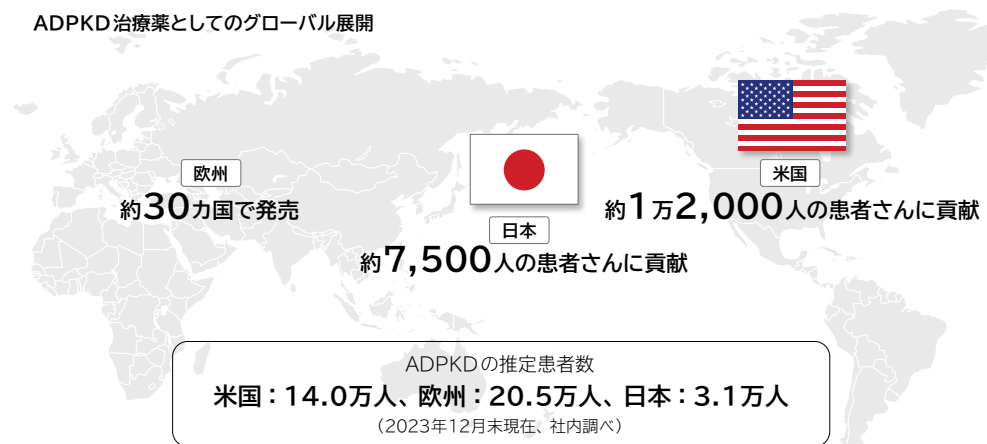 ADPKD治療薬としてのグローバル展開
欧州
約30カ国で発売
日本
約7,500人の患者さんに貢献
米国
約1万2,000人の患者さんに貢献
ADPKDの推定患者数
米国：14.0万人、欧州：20.5万人、日本：3.1万人
（2023年12月末現在、社内調べ）